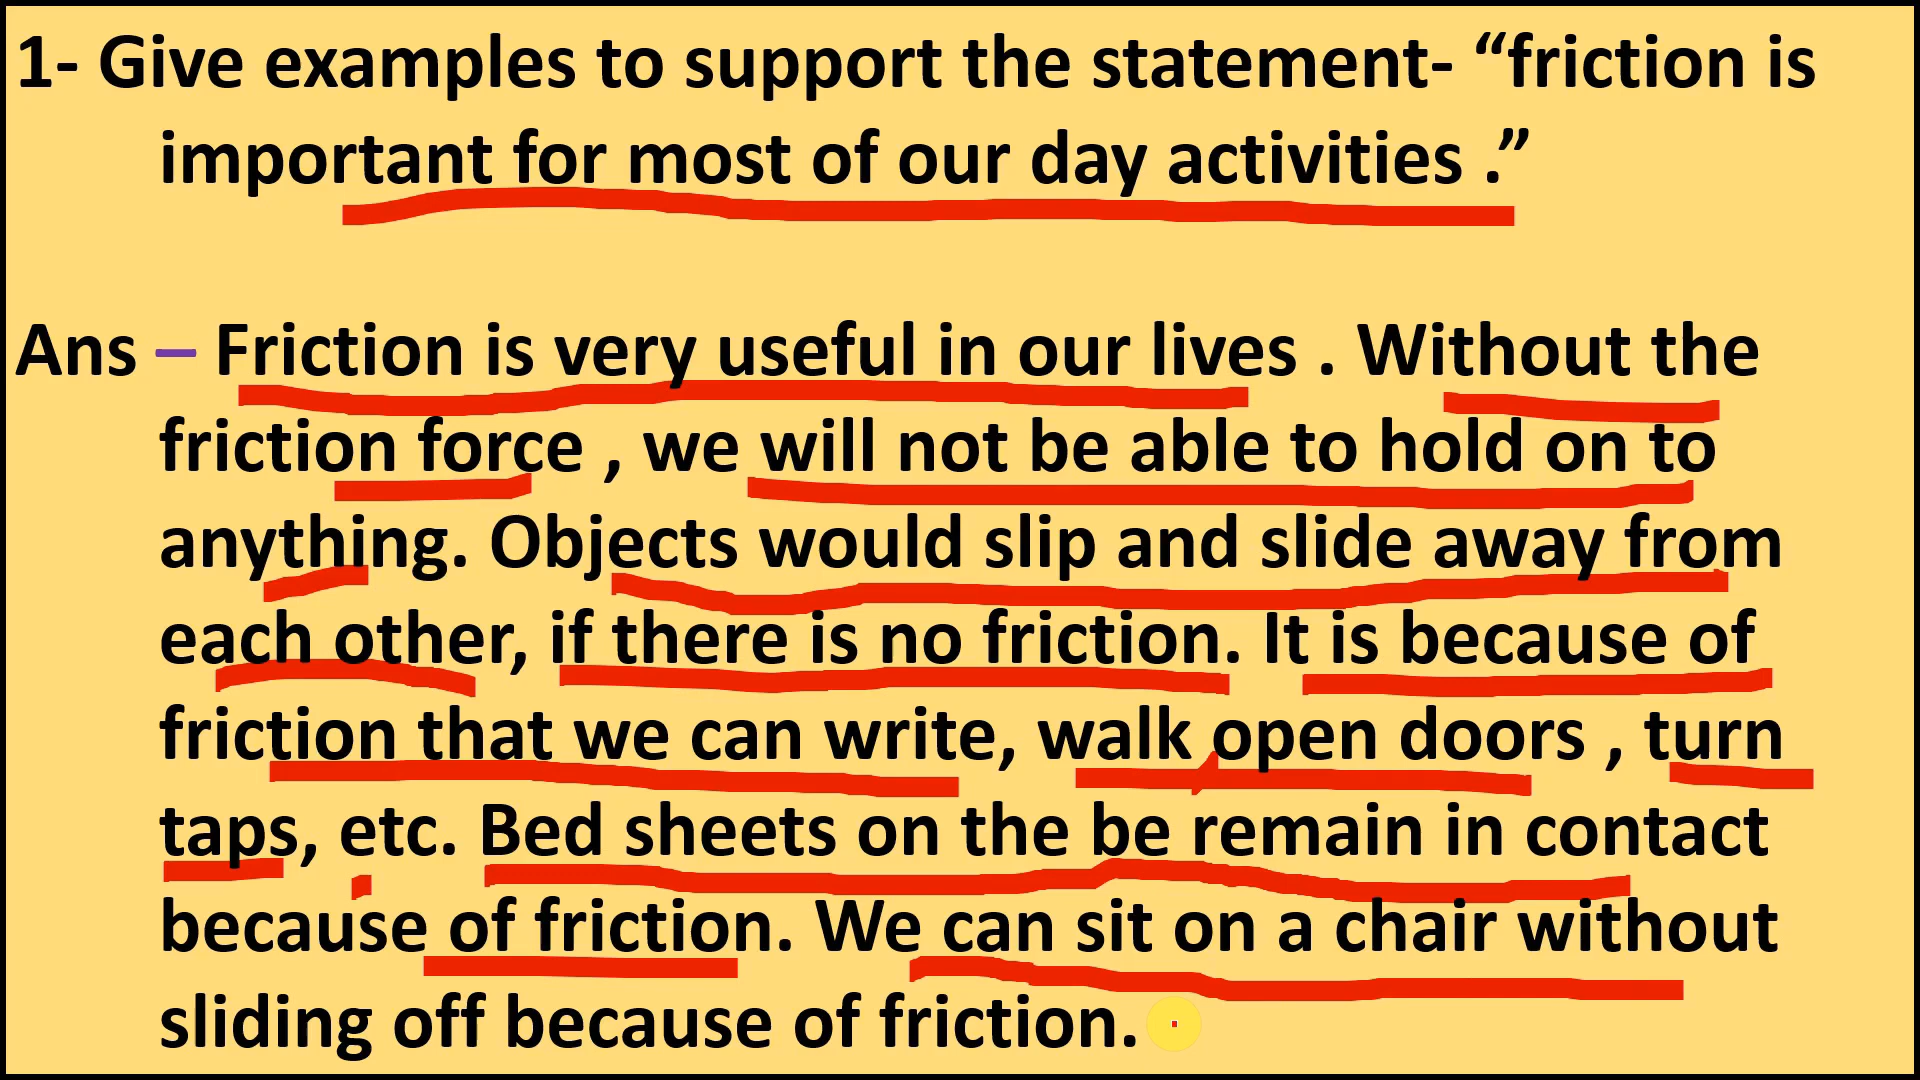 1- Give examples to support the statement- “friction is
important for most of our day activities .”
Ans – Friction is very useful in our lives . Without the
friction force , we will not be able to hold on to
anything. Objects would slip and slide away from
each other, if there is no friction. It is because of
friction that we can write, walk open doors , turn
taps, etc. Bed sheets on the be remain in contact
because of friction. We can sit on a chair without
sliding off because of friction.